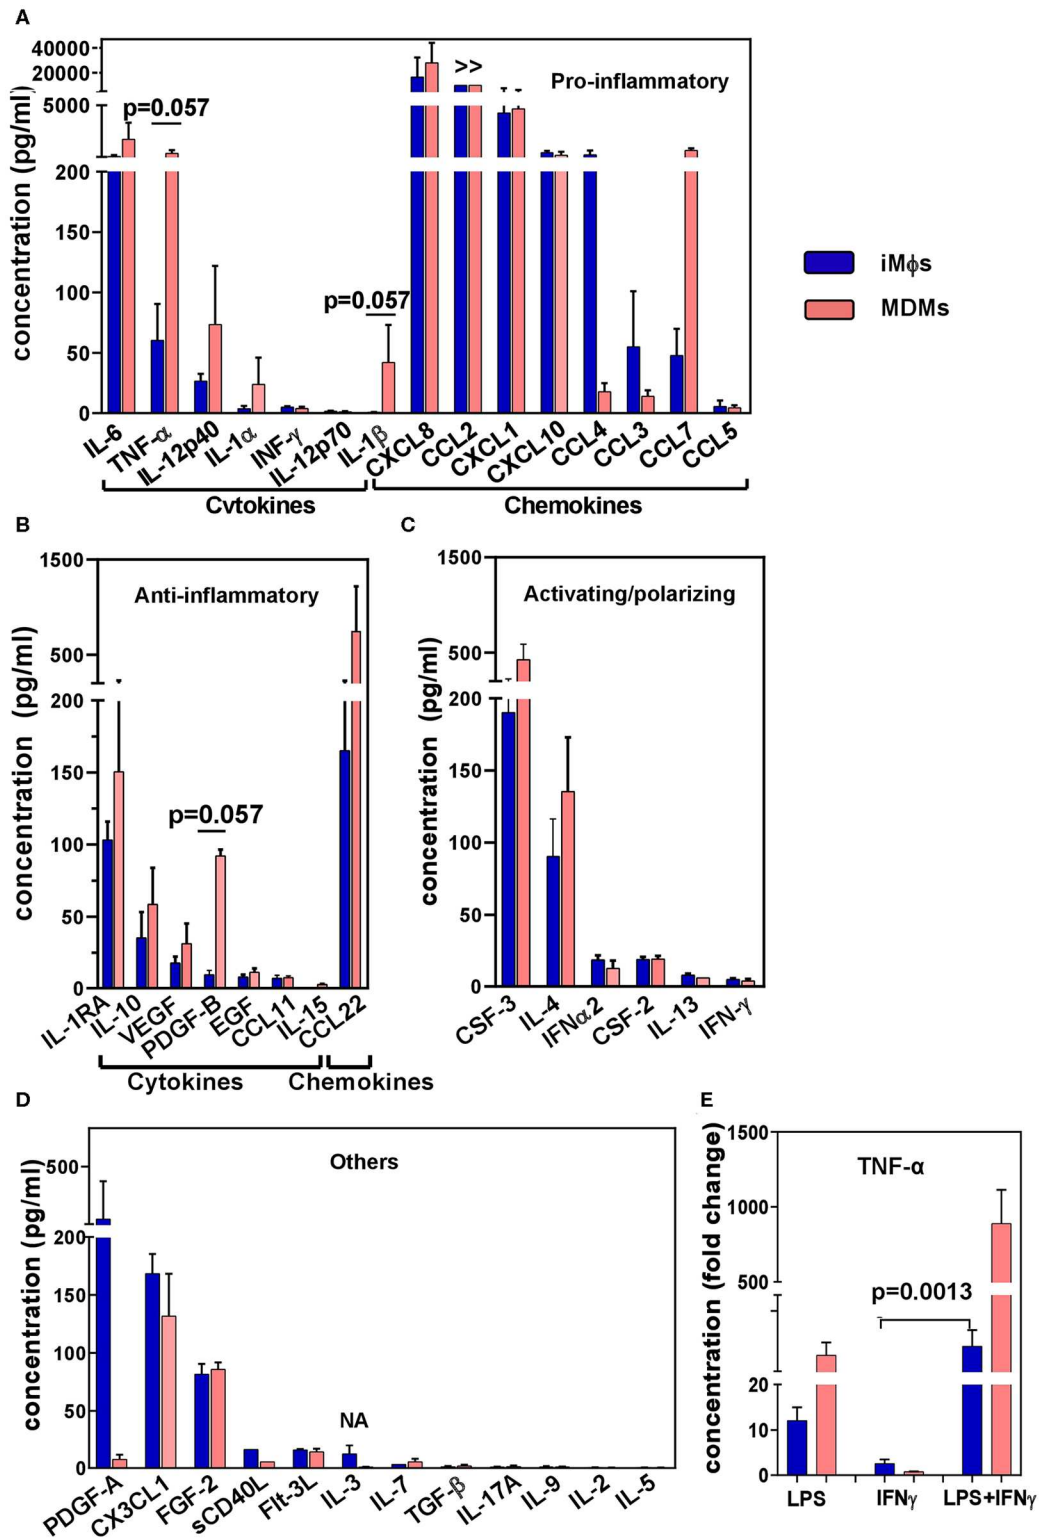 A
40000
20000
5000
200
150
100
50
0
concentration (pg/ml)
p=0.057
p=0.057
>>
Pro-inflammatory
iMϕs
MDMs
IL-6
TNF-α
IL-12p40
IL-1α
INF-γ
IL-12p70
IL-1β
CXCL8
CCL2
CXCL1
CXCL10
CCL4
CCL3
CCL7
CCL5
Cvtokines
Chemokines
B
1500
500
200
150
100
50
0
concentration (pg/ml)
Anti-inflammatory
p=0.057
IL-1RA
IL-10
VEGF
PDGF-B
EGF
CCL11
IL-15
CCL22
Cytokines
Chemokines
C
1500
500
200
150
100
50
0
concentration (pg/ml)
Activating/polarizing
CSF-3
IL-4
IFNα2
CSF-2
IL-13
IFN-γ
D
500
200
150
100
50
0
concentration (pg/ml)
Others
NA
PDGF-A
CX3CL1
FGF-2
sCD40L
Flt-3L
IL-3
IL-7
TGF-β
IL-17A
IL-9
IL-2
IL-5
E
1500
1000
500
20
10
0
concentration (fold change)
TNF-α
p=0.0013
LPS
IFNγ
LPS+IFNγ